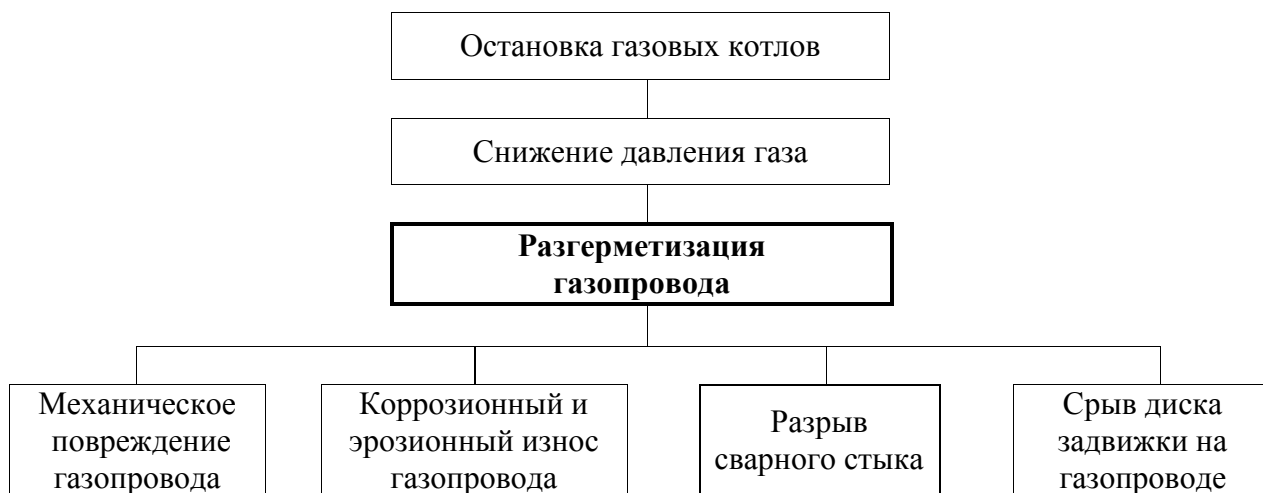 Остановка газовых котлов
Снижение давления газа
Разгерметизация
газопровода
Механическое
повреждение
газопровода
Коррозионный и
эрозионный износ
газопровода
Разрыв
сварного стыка
Срыв диска
задвижки на
газопроводе